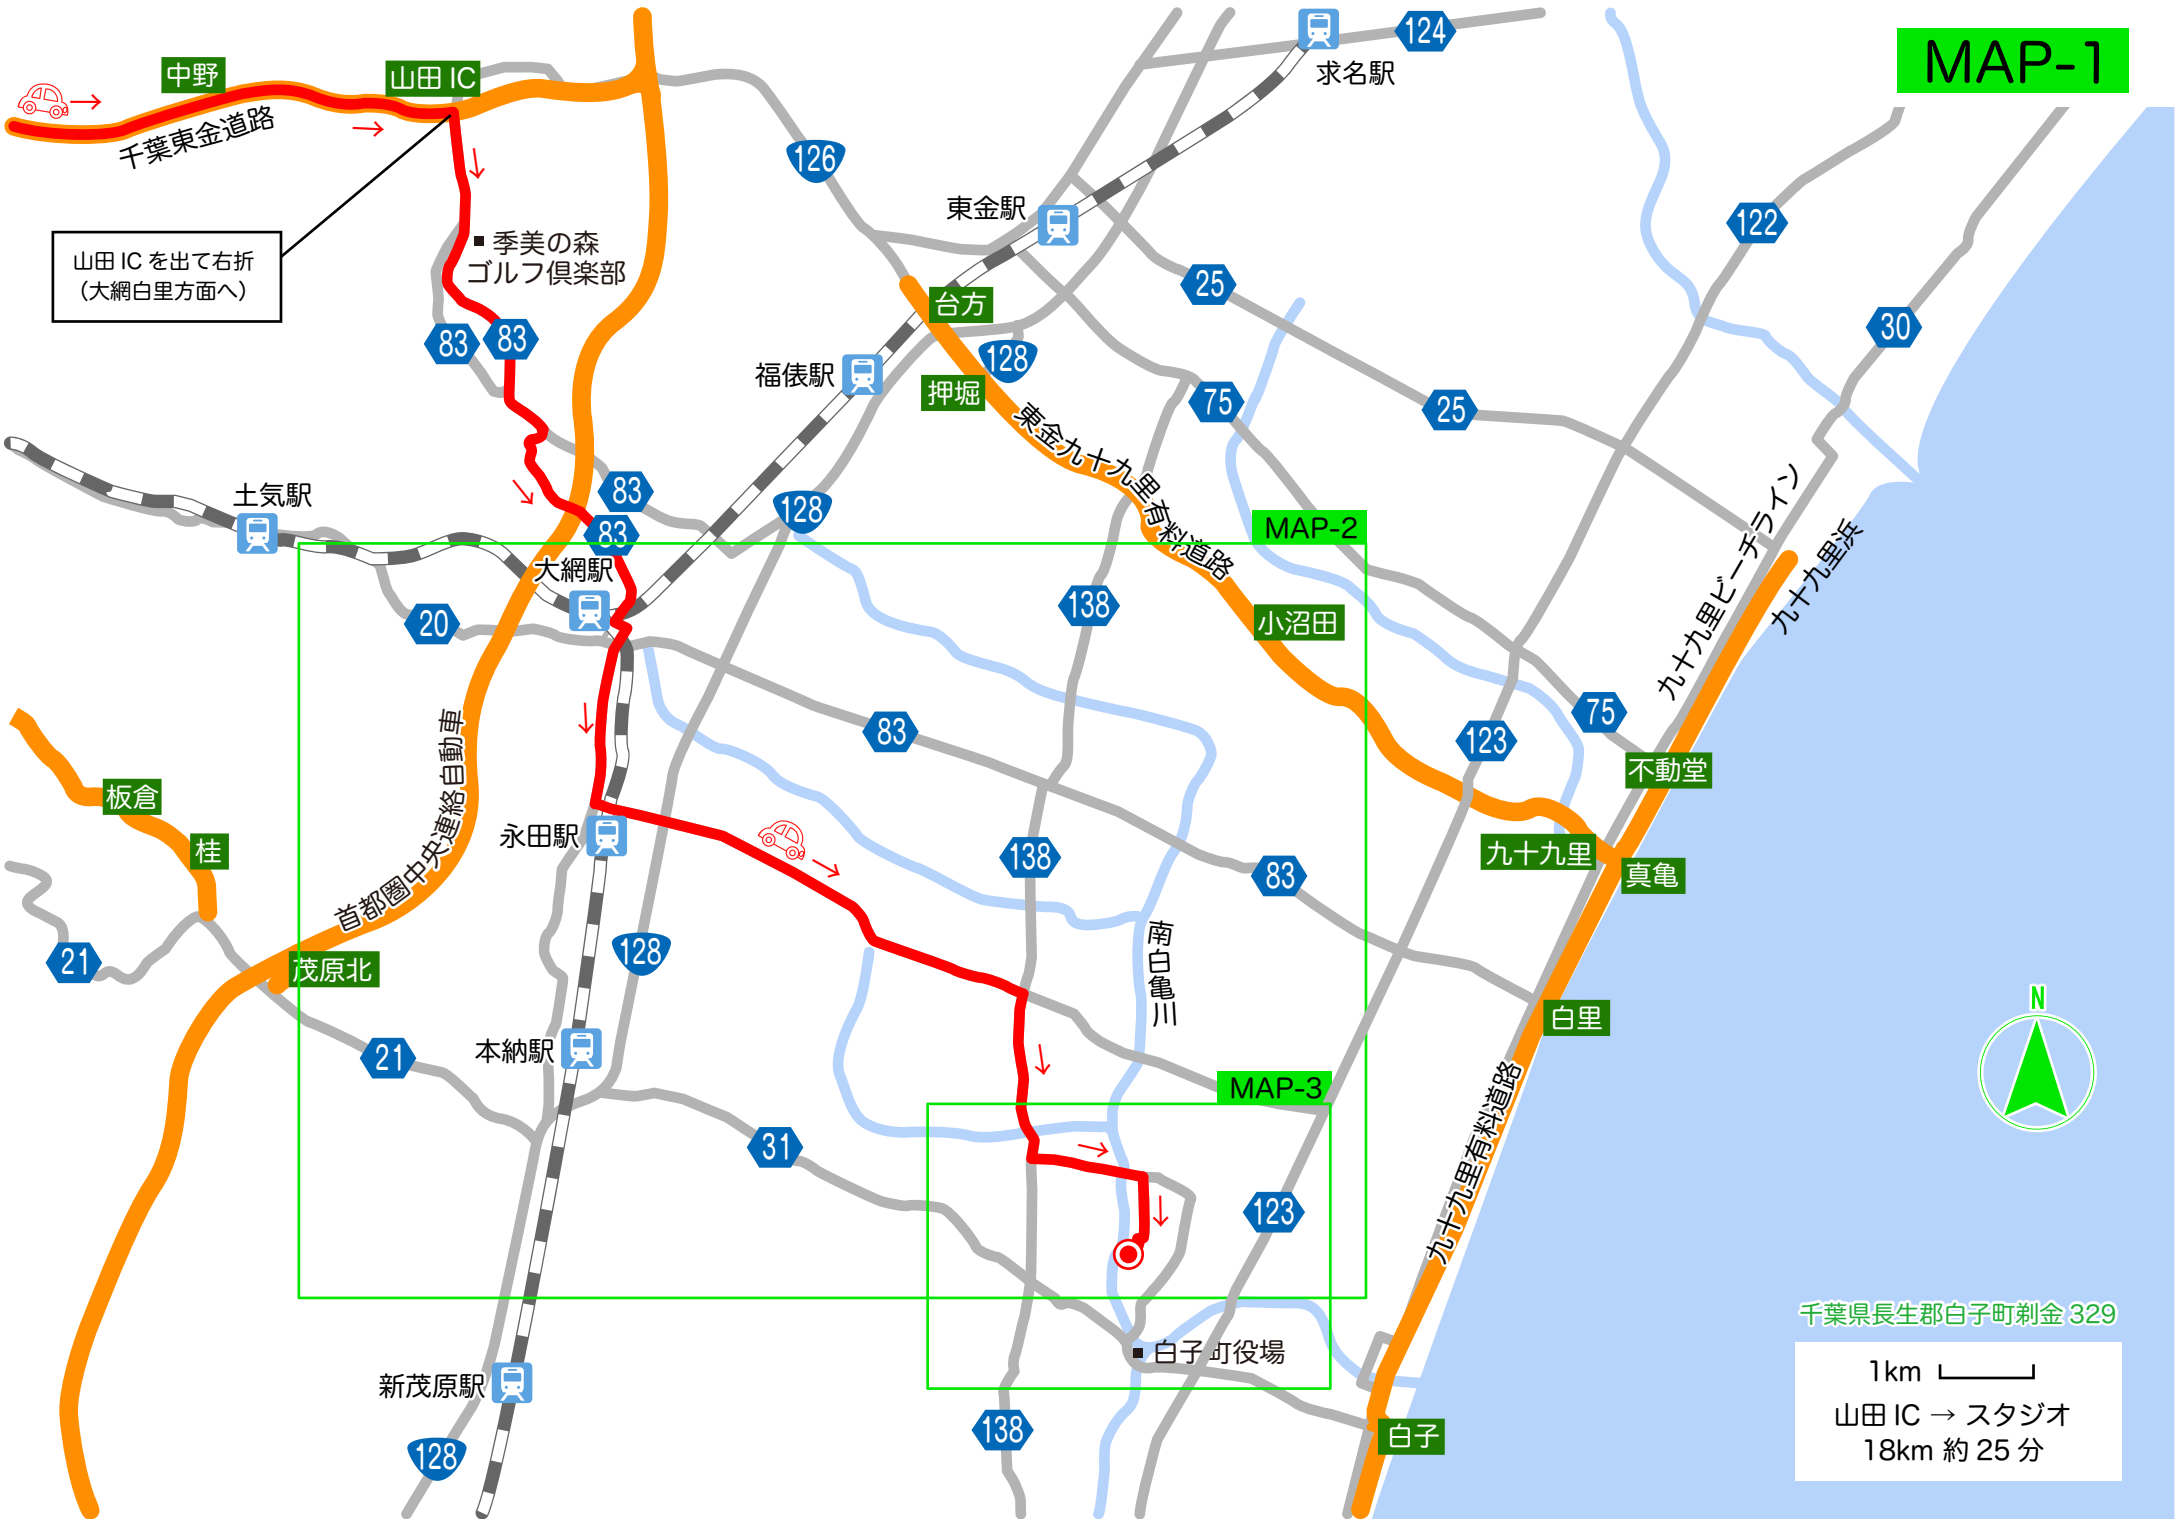 MAP-1
124
求名駅
中野
山田 IC
千葉東金道路
126
東金駅
122
山田 IC を出て右折
（大網白里方面へ）
季美の森
ゴルフ倶楽部
25
台方
30
83
83
128
福俵駅
押堀
75
25
東金九十九里有料道路
土気駅
83
128
83
MAP-2
九十九里ビーチライン
九十九里浜
大網駅
138
小沼田
20
83
123
75
不動堂
首都圏中央連絡自動車
板倉
桂
永田駅
138
83
九十九里
真亀
21
128
南白亀川
茂原北
白里
N
本納駅
21
MAP-3
九十九里有料道路
31
123
千葉県長生郡白子町剃金 329
白子町役場
新茂原駅
1km
山田 IC → スタジオ
18km 約 25 分
128
138
白子